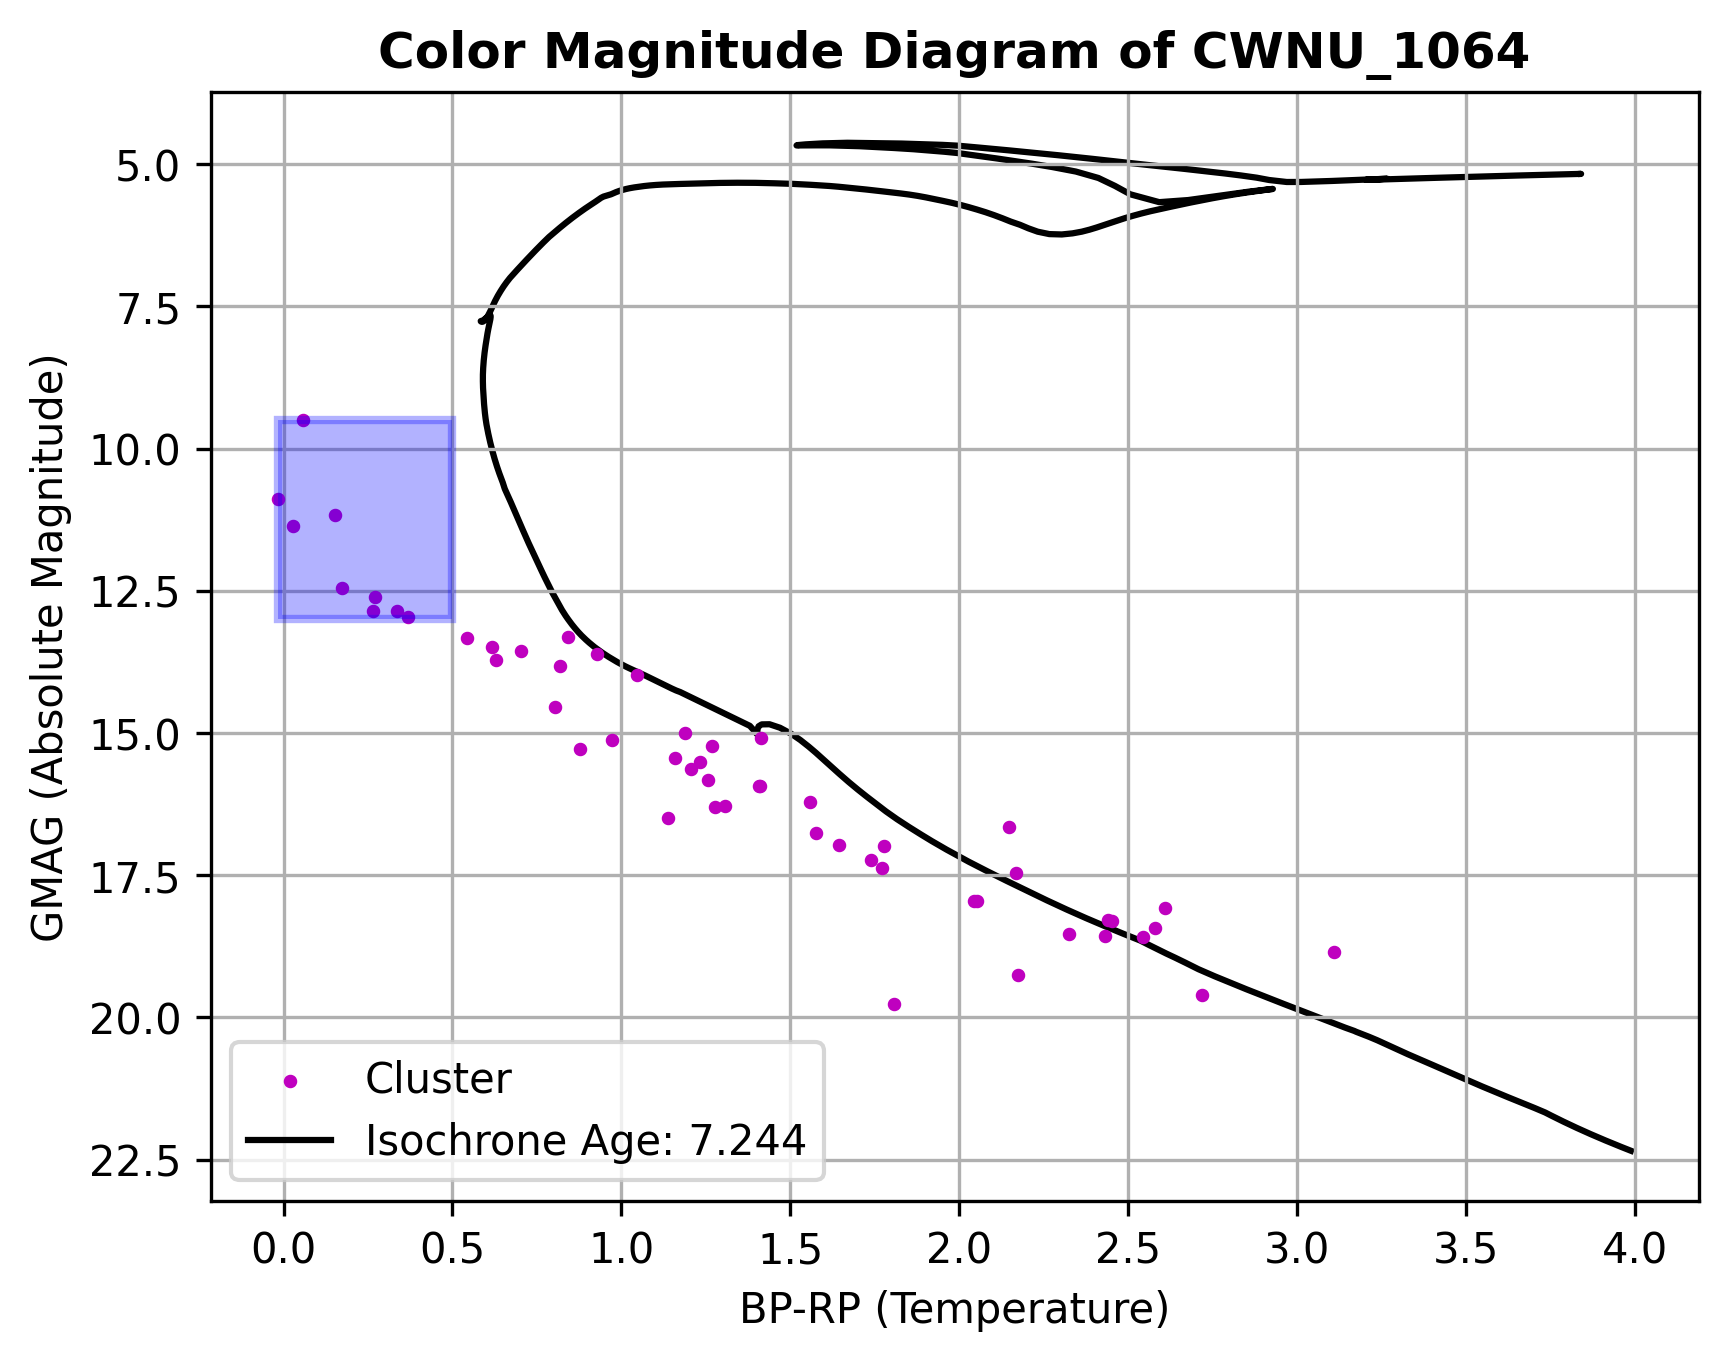 Color Magnitude Diagram of CWNU_1064
GMAG (Absolute Magnitude)
5.0
7.5
10.0
12.5
15.0
17.5
20.0
22.5
Cluster
Isochrone Age: 7.244
0.0 0.5 1.0 1.5 2.0 2.5 3.0 3.5 4.0
BP-RP (Temperature)